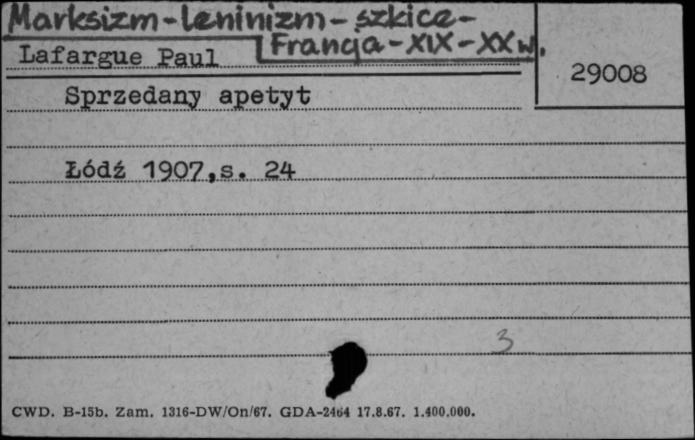 Marksizm-leninizm-szkice-
Francja-XIX-XX w.
Lafargue Paul
29008
Sprzedany apetyt
Łódź 1907,s. 24
3
CWD. B-15b. Zam. 1316-DW/On/67. GDA-2464 17.8.67. 1.400.000.